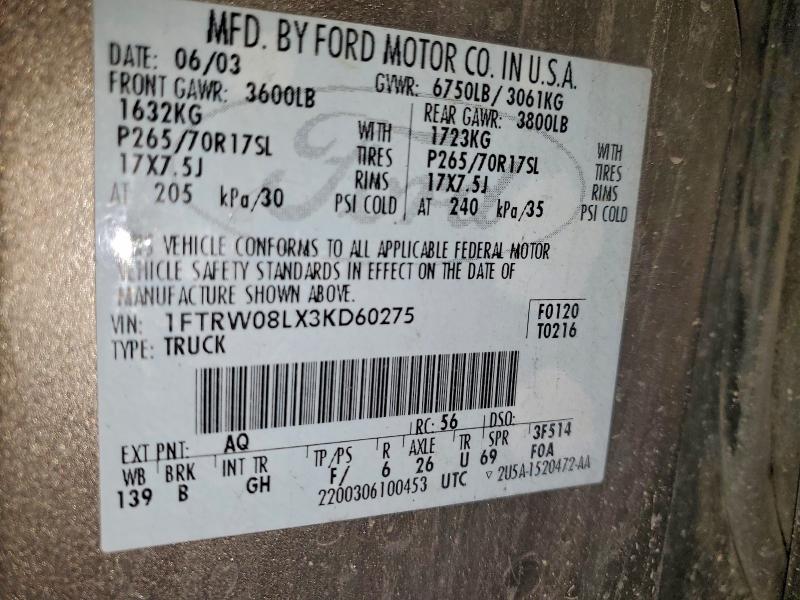 MFD. BY FORD MOTOR CO. IN U.S.A.
DATE: 06/03 GVWR: 6750LB/ 3061KG
FRONT GAWR: 3600LB REAR GAWR: 3800LB
1632KG WITH 1723KG WITH
P265/70R17SL TIRES P265/70R17SL TIRES
17X7.5J RIMS 17X7.5J RIMS
AT 205 kPa/30 PSI COLD AT 240 kPa/35 PSI COLD
Ford
VEHICLE CONFORMS TO ALL APPLICABLE FEDERAL MOTOR
VEHICLE SAFETY STANDARDS IN EFFECT ON THE DATE OF
MANUFACTURE SHOWN ABOVE.
VIN: 1FTRW08LX3KD60275 F0120
TYPE: TRUCK T0216
RC: 56 DSO:
EXT PNT: AQ 3F514
WB BRK INT TR TP/PS R AXLE TR SPR F0A
139 B GH F/ 6 26 U 69
2200306100453 UTC ▽ 2U5A-1520472-AA